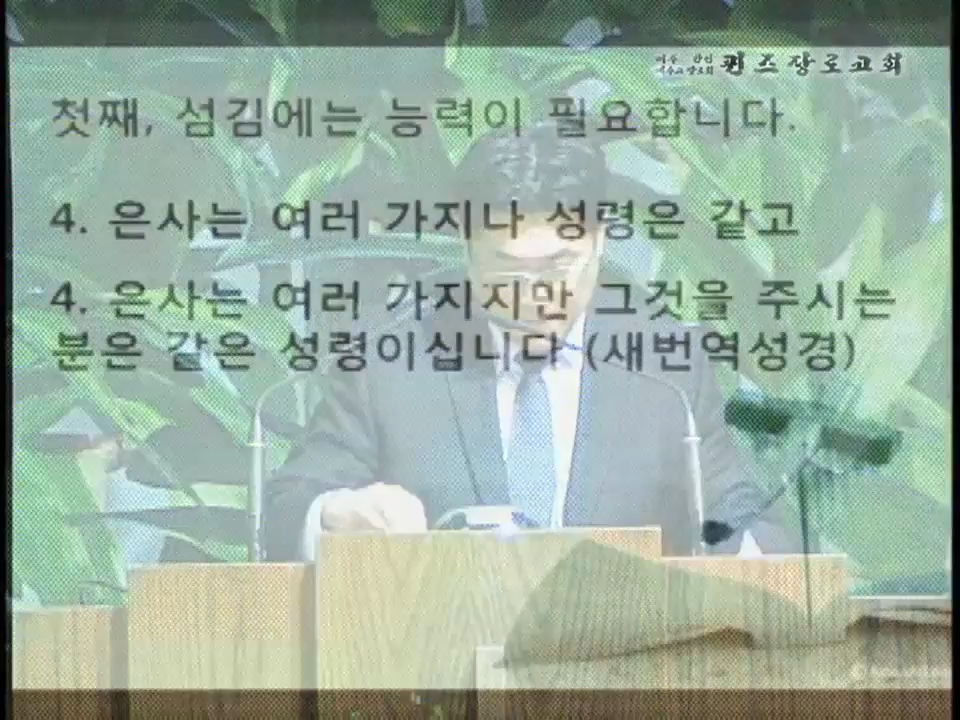 퀸즈장로교회
첫째, 섬김에는 능력이 필요합니다.
4. 은사는 여러 가지나 성령은 같고
4. 은사는 여러 가지지만 그것을 주시는
분은 같은 성령이십니다 (새번역성경)